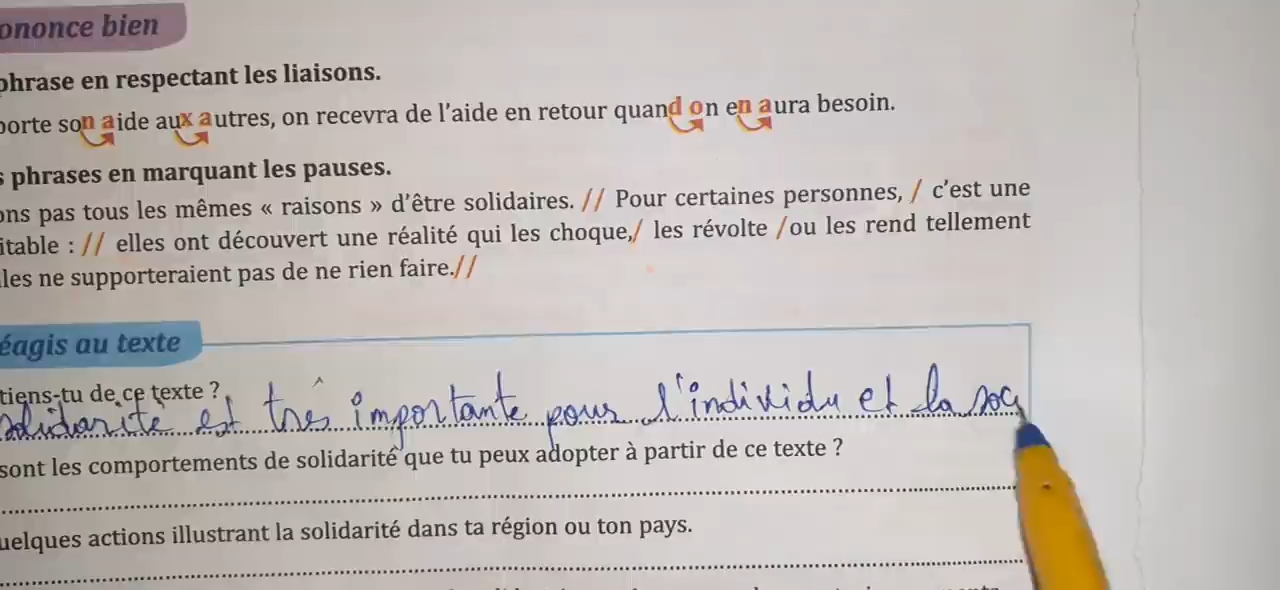 ononce bien
phrase en respectant les liaisons.
porte son aide aux autres, on recevra de l'aide en retour quand on en aura besoin.
s phrases en marquant les pauses.
ons pas tous les mêmes « raisons » d'être solidaires. // Pour certaines personnes, / c'est une
itable : // elles ont découvert une réalité qui les choque,/ les révolte /ou les rend tellement
lles ne supporteraient pas de ne rien faire.//
éagis au texte
tiens-tu de ce texte ?
solidarité est très importante pour l'individu et la soc
sont les comportements de solidarité que tu peux adopter à partir de ce texte ?
uelques actions illustrant la solidarité dans ta région ou ton pays.